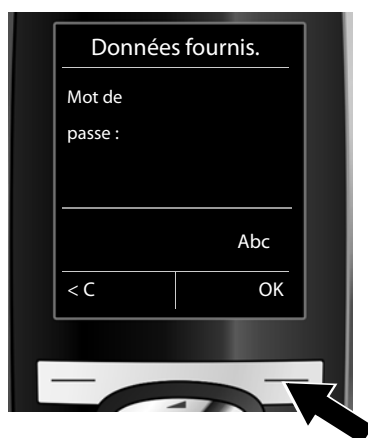 Données fournis.
Mot de
passe :
Abc
< C OK